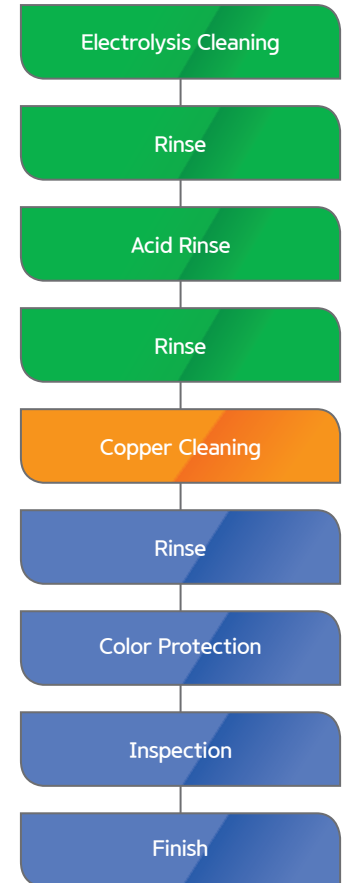 Electrolysis Cleaning
Rinse
Acid Rinse
Rinse
Copper Cleaning
Rinse
Color Protection
Inspection
Finish